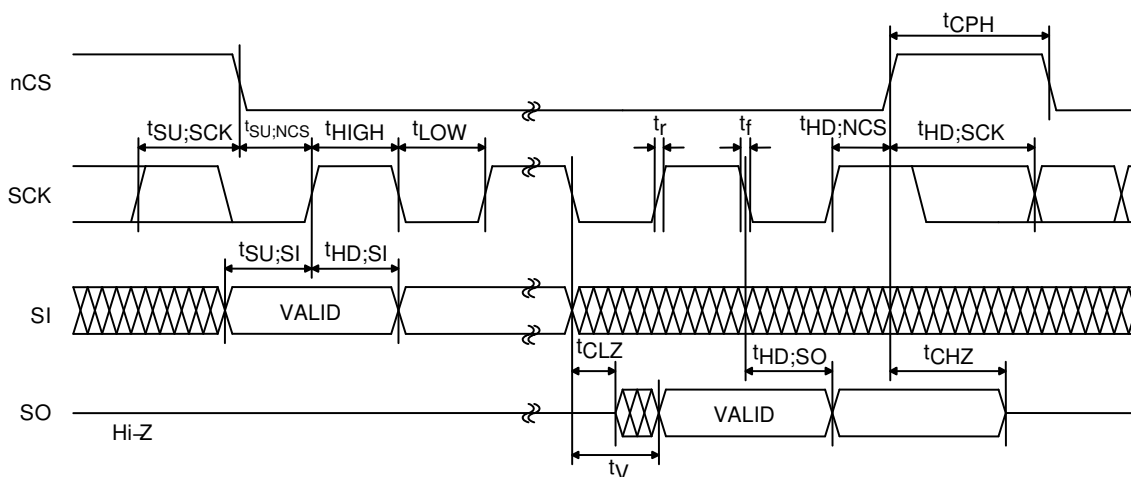 tCPH
nCS
tSU;SCK tSU;NCS tHIGH tLOW tr tf tHD;NCS tHD;SCK
SCK
tSU;SI tHD;SI
SI VALID
tCLZ tHD;SO tCHZ
SO VALID
Hi–Z
tV